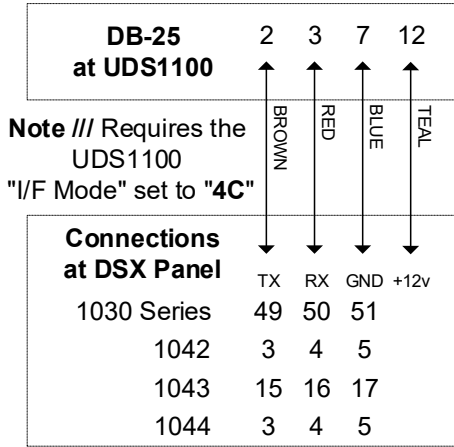 DB-25 2 3 7 12
at UDS1100
BROWN RED BLUE TEAL
Note /// Requires the
UDS1100
"I/F Mode" set to "4C"
Connections
at DSX Panel
TX RX GND +12v
1030 Series 49 50 51
1042 3 4 5
1043 15 16 17
1044 3 4 5